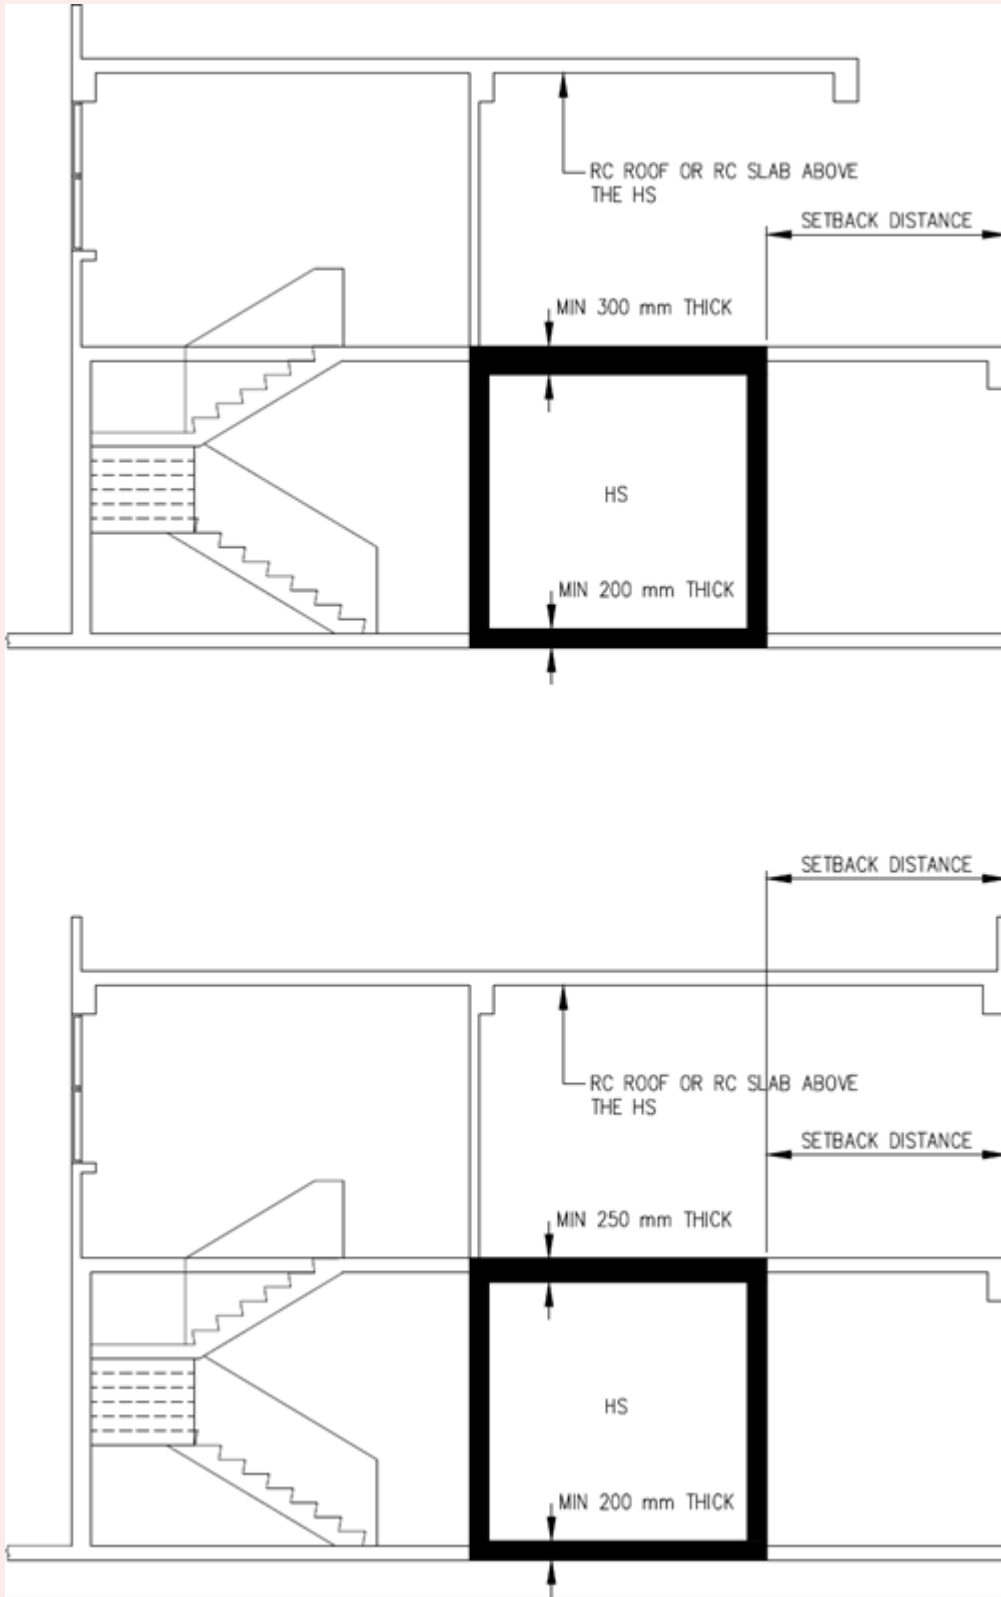 RC ROOF OR RC SLAB ABOVE
THE HS
SETBACK DISTANCE
MIN 300 mm THICK
HS
MIN 200 mm THICK
SETBACK DISTANCE
RC ROOF OR RC SLAB ABOVE
THE HS
SETBACK DISTANCE
MIN 250 mm THICK
HS
MIN 200 mm THICK